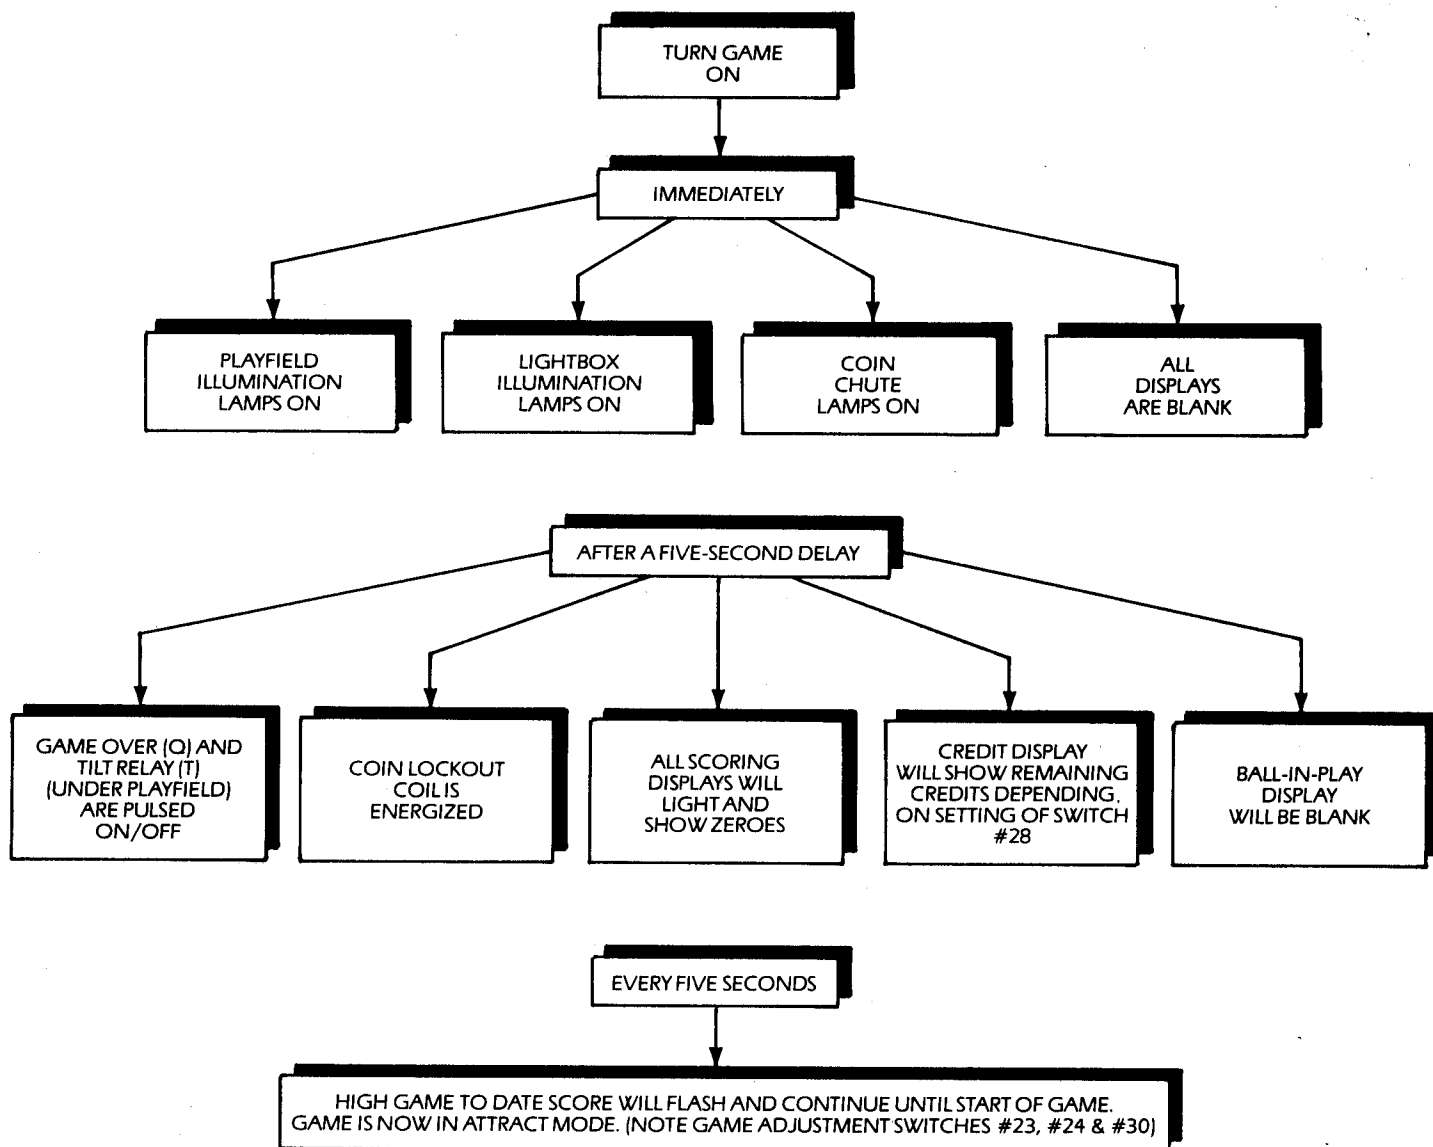 TURN GAME
ON
IMMEDIATELY
PLAYFIELD
ILLUMINATION
LAMPS ON
LIGHTBOX
ILLUMINATION
LAMPS ON
COIN
CHUTE
LAMPS ON
ALL
DISPLAYS
ARE BLANK
AFTER A FIVE-SECOND DELAY
GAME OVER (Q) AND
TILT RELAY (T)
(UNDER PLAYFIELD)
ARE PULSED
ON/OFF
COIN LOCKOUT
COIL IS
ENERGIZED
ALL SCORING
DISPLAYS WILL
LIGHT AND
SHOW ZEROES
CREDIT DISPLAY
WILL SHOW REMAINING
CREDITS DEPENDING.
ON SETTING OF SWITCH
#28
BALL-IN-PLAY
DISPLAY
WILL BE BLANK
EVERY FIVE SECONDS
HIGH GAME TO DATE SCORE WILL FLASH AND CONTINUE UNTIL START OF GAME.
GAME IS NOW IN ATTRACT MODE. (NOTE GAME ADJUSTMENT SWITCHES #23, #24 & #30)